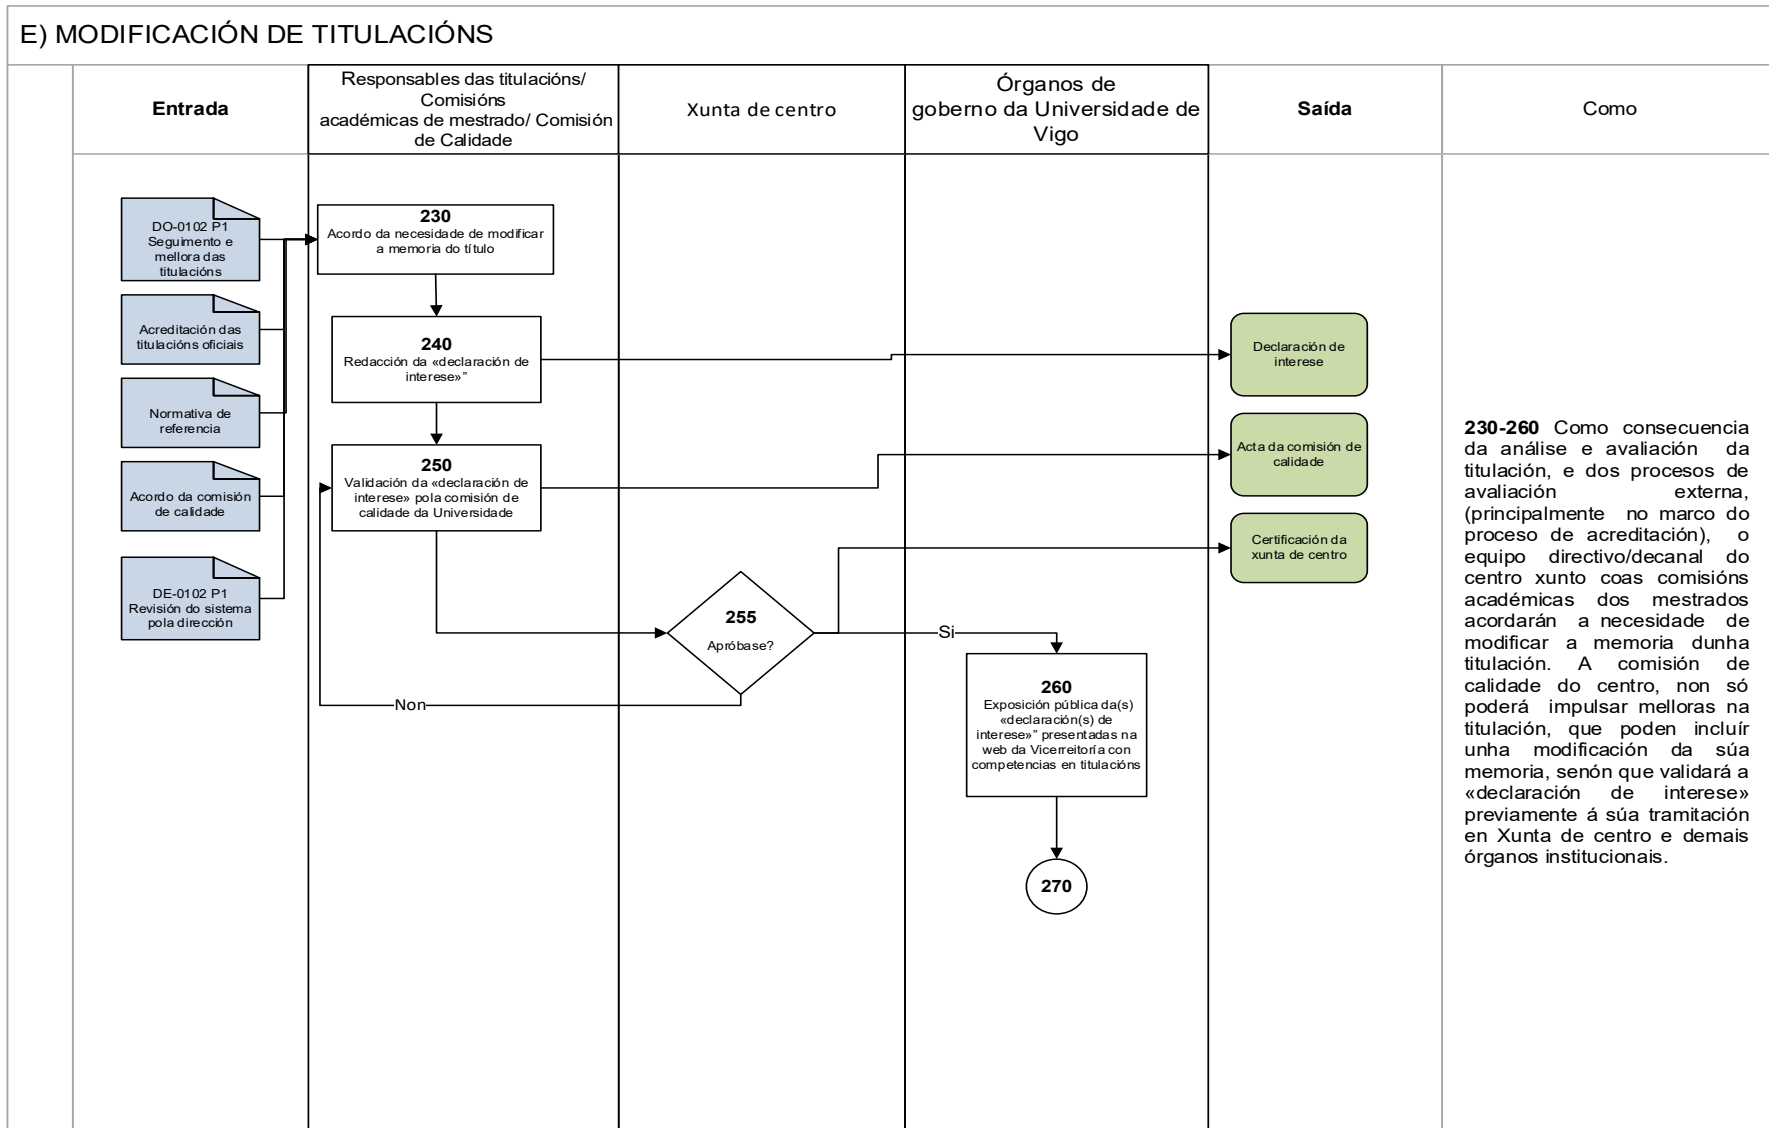 E) MODIFICACIÓN DE TITULACIÓNS
Entrada
Responsables das titulacións/
Comisións
académicas de mestrado/ Comisión
de Calidade
Xunta de centro
Órganos de
goberno da Universidade de
Vigo
Saída
Como
DO-0102 P1
Seguimento e
mellora das
titulacións
Acreditación das
titulacións oficiais
Normativa de
referencia
Acordo da comisión
de calidade
DE-0102 P1
Revisión do sistema
pola dirección
230
Acordo da necesidade de modificar
a memoria do título
240
Redacción da «declaración de
interese»"
250
Validación da «declaración de
interese» pola comisión de
calidade da Universidade
255
Apróbase?
Si
Non
260
Exposición pública da(s)
«declaración(s) de
interese»" presentadas na
web da Vicerreitoría con
competencias en titulacións
270
Declaración de
interese
Acta da comisión de
calidade
Certificación da
xunta de centro
230-260 Como consecuencia
da análise e avaliación da
titulación, e dos procesos de
avaliación externa,
(principalmente no marco do
proceso de acreditación), o
equipo directivo/decanal do
centro xunto coas comisións
académicas dos mestrados
acordarán a necesidade de
modificar a memoria dunha
titulación. A comisión de
calidade do centro, non só
poderá impulsar melloras na
titulación, que poden incluír
unha modificación da súa
memoria, senón que validará a
«declaración de interese»
previamente á súa tramitación
en Xunta de centro e demais
órganos institucionais.